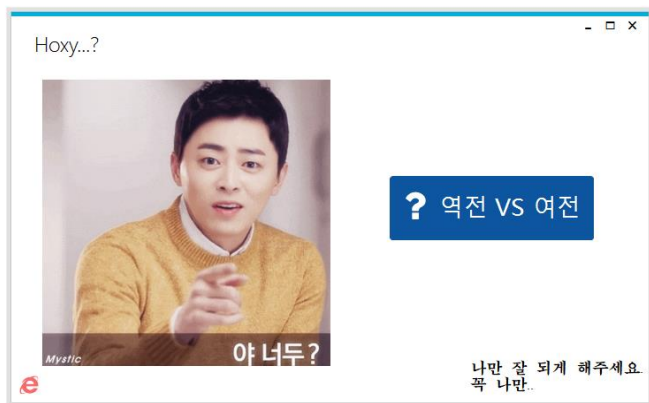 Hoxy...?
? 역전 VS 여전
Mystic
야 너두?
나만 잘 되게 해주세요.
꼭 나만..